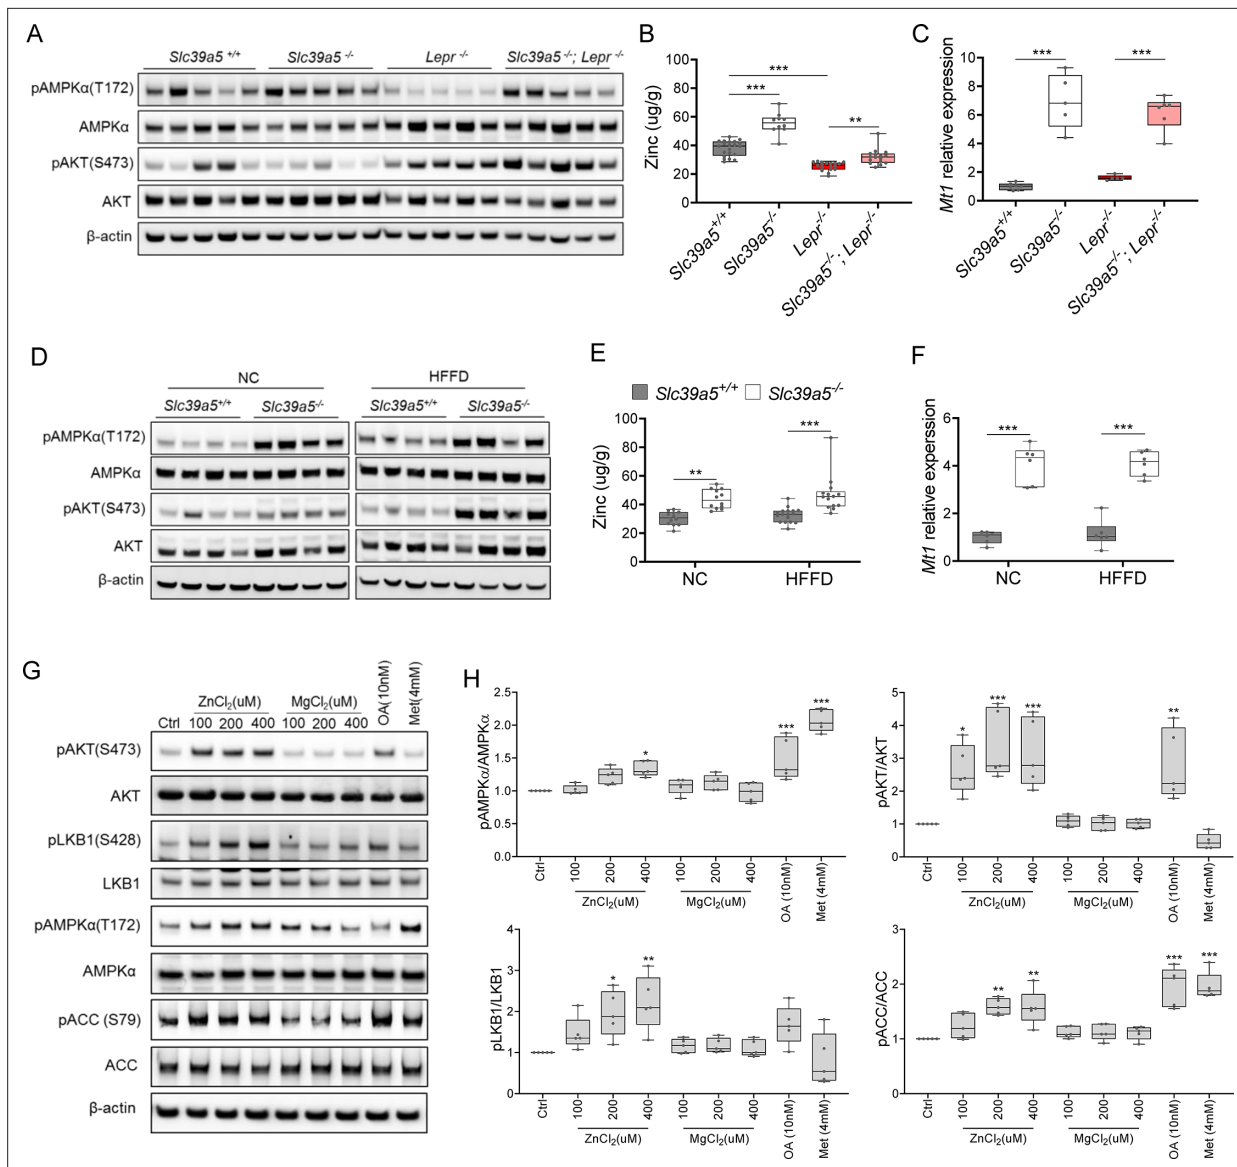 A
Slc39a5 +/+ Slc39a5 -/- Lepr -/- Slc39a5 -/-; Lepr -/-
pAMPKα(T172)
AMPKα
pAKT(S473)
AKT
β-actin
B
Zinc (ug/g)
100
80
60
40
20
0
***
***
**
Slc39a5+/+
Slc39a5-/-
Lepr-/-
Slc39a5-/-; Lepr-/-
C
Mt1 relative expression
10
8
6
4
2
0
*** ***
Slc39a5+/+
Slc39a5-/-
Lepr-/-
Slc39a5-/-; Lepr-/-
D
NC HFFD
Slc39a5+/+ Slc39a5-/- Slc39a5+/+ Slc39a5-/-
pAMPKα(T172)
AMPKα
pAKT(S473)
AKT
β-actin
E
Slc39a5+/+ Slc39a5-/-
Zinc (ug/g)
100
80
60
40
20
0
** ***
NC HFFD
F
Mt1 relative experssion
6
4
2
0
*** ***
NC HFFD
G
ZnCl2(uM) MgCl2(uM) OA(10nM) Met(4mM)
Ctrl 100 200 400 100 200 400
pAKT(S473)
AKT
pLKB1(S428)
LKB1
pAMPKα(T172)
AMPKα
pACC (S79)
ACC
β-actin
H
pAMPKα/AMPKα
2.5
2.0
1.5
1.0
0.5
0.0
* *** ***
Ctrl 100 200 400 100 200 400 OA (10nM) Met (4mM)
ZnCl2(uM) MgCl2(uM)
pAKT/AKT
5
4
3
2
1
0
* *** *** **
Ctrl 100 200 400 100 200 400 OA (10nM) Met (4mM)
ZnCl2(uM) MgCl2(uM)
pLKB1/LKB1
4
3
2
1
0
* **
Ctrl 100 200 400 100 200 400 OA (10nM) Met (4mM)
ZnCl2(uM) MgCl2(uM)
pACC/ACC
3
2
1
0
** ** *** ***
Ctrl 100 200 400 100 200 400 OA (10nM) Met (4mM)
ZnCl2(uM) MgCl2(uM)